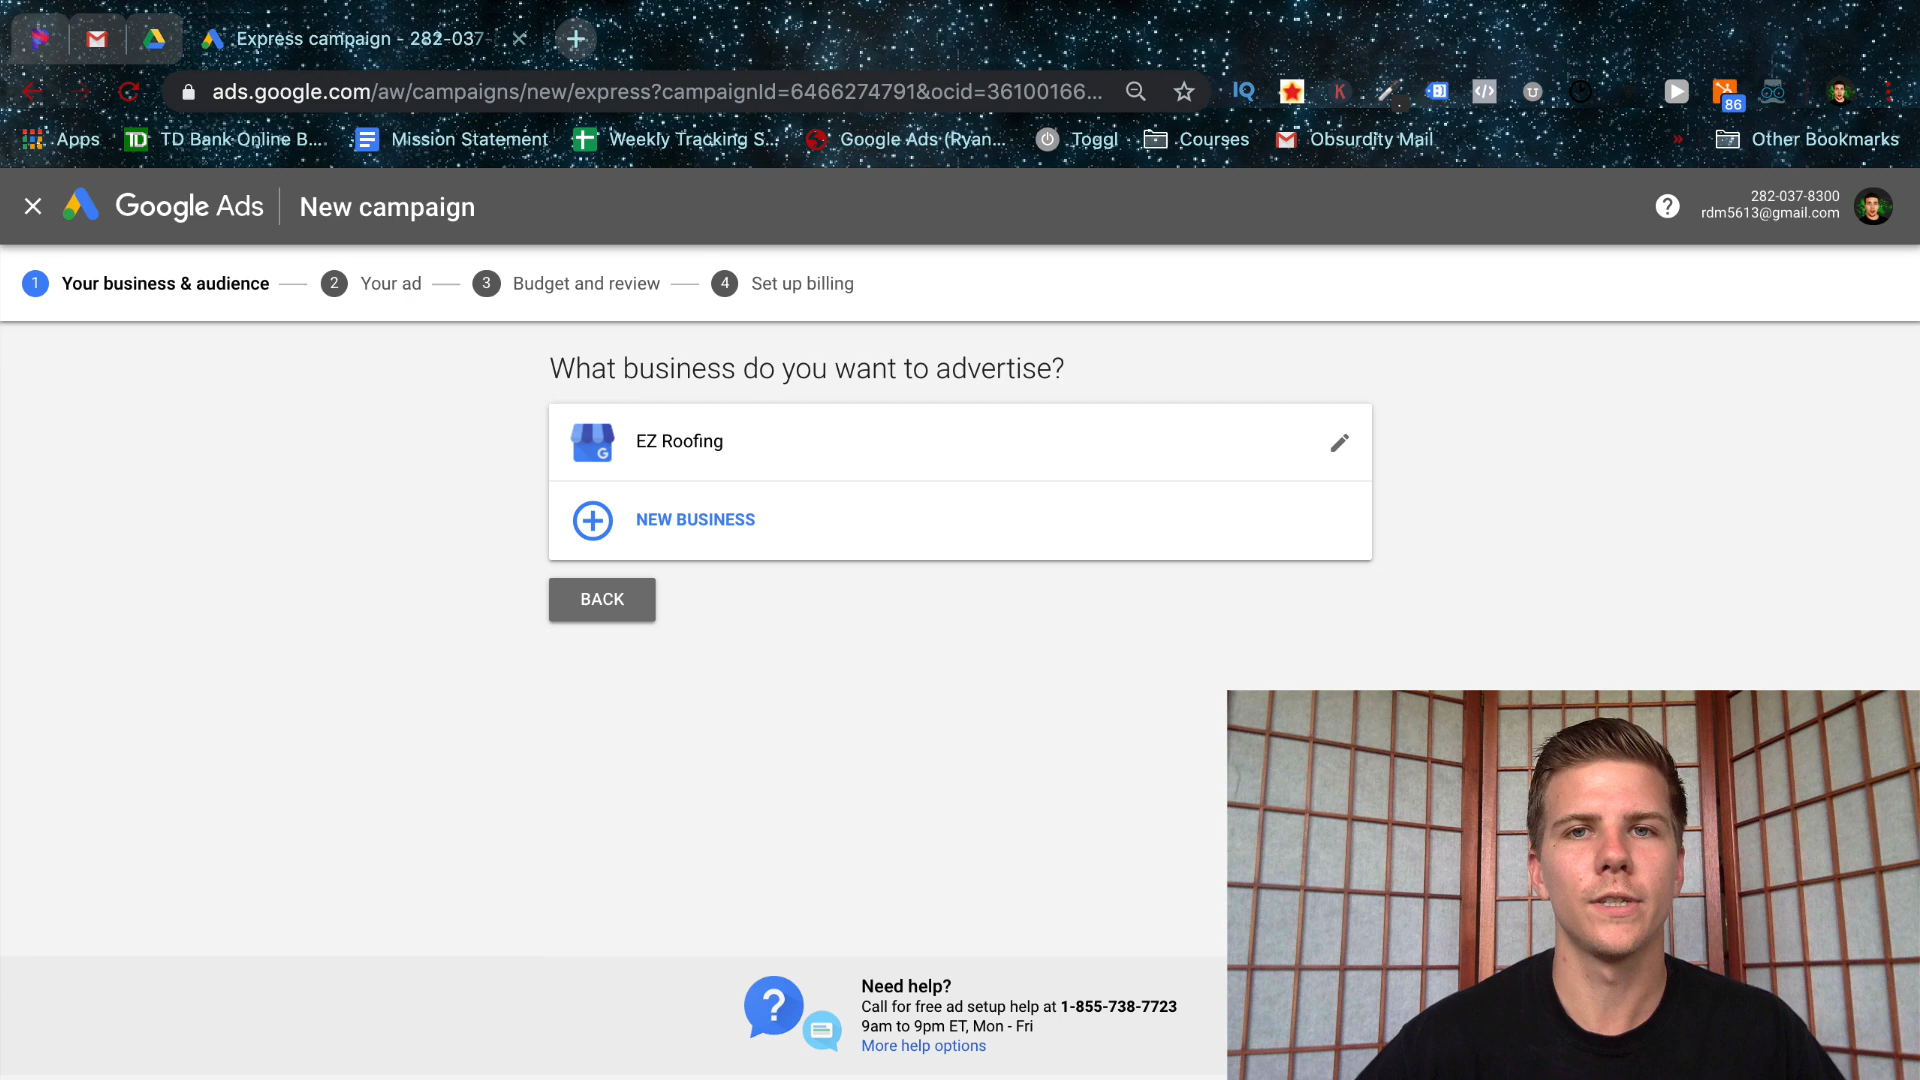 Express campaign - 282-037-
ads.google.com/aw/campaigns/new/express?campaignId=6466274791&ocid=36100166...
IQ
K
</>
U
86
Apps
TD
TD Bank Online B...
Mission Statement
Weekly Tracking S...
Google Ads (Ryan...
Toggl
Courses
Obsurdity Mail
»
Other Bookmarks
Google Ads
New campaign
?
282-037-8300
rdm5613@gmail.com
1 Your business & audience
2 Your ad
3 Budget and review
4 Set up billing
What business do you want to advertise?
G
EZ Roofing
NEW BUSINESS
BACK
?
Need help?
Call for free ad setup help at 1-855-738-7723
9am to 9pm ET, Mon - Fri
More help options